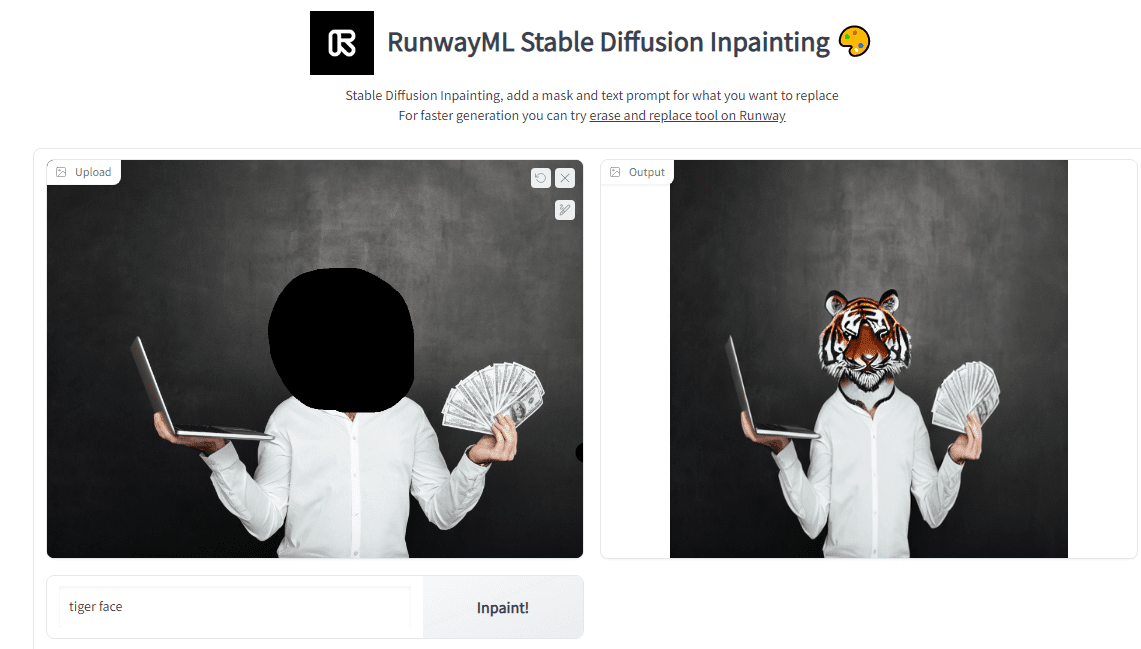 RunwayML Stable Diffusion Inpainting 🎨
Stable Diffusion Inpainting, add a mask and text prompt for what you want to replace
For faster generation you can try erase and replace tool on Runway
Upload
Output
tiger face
Inpaint!